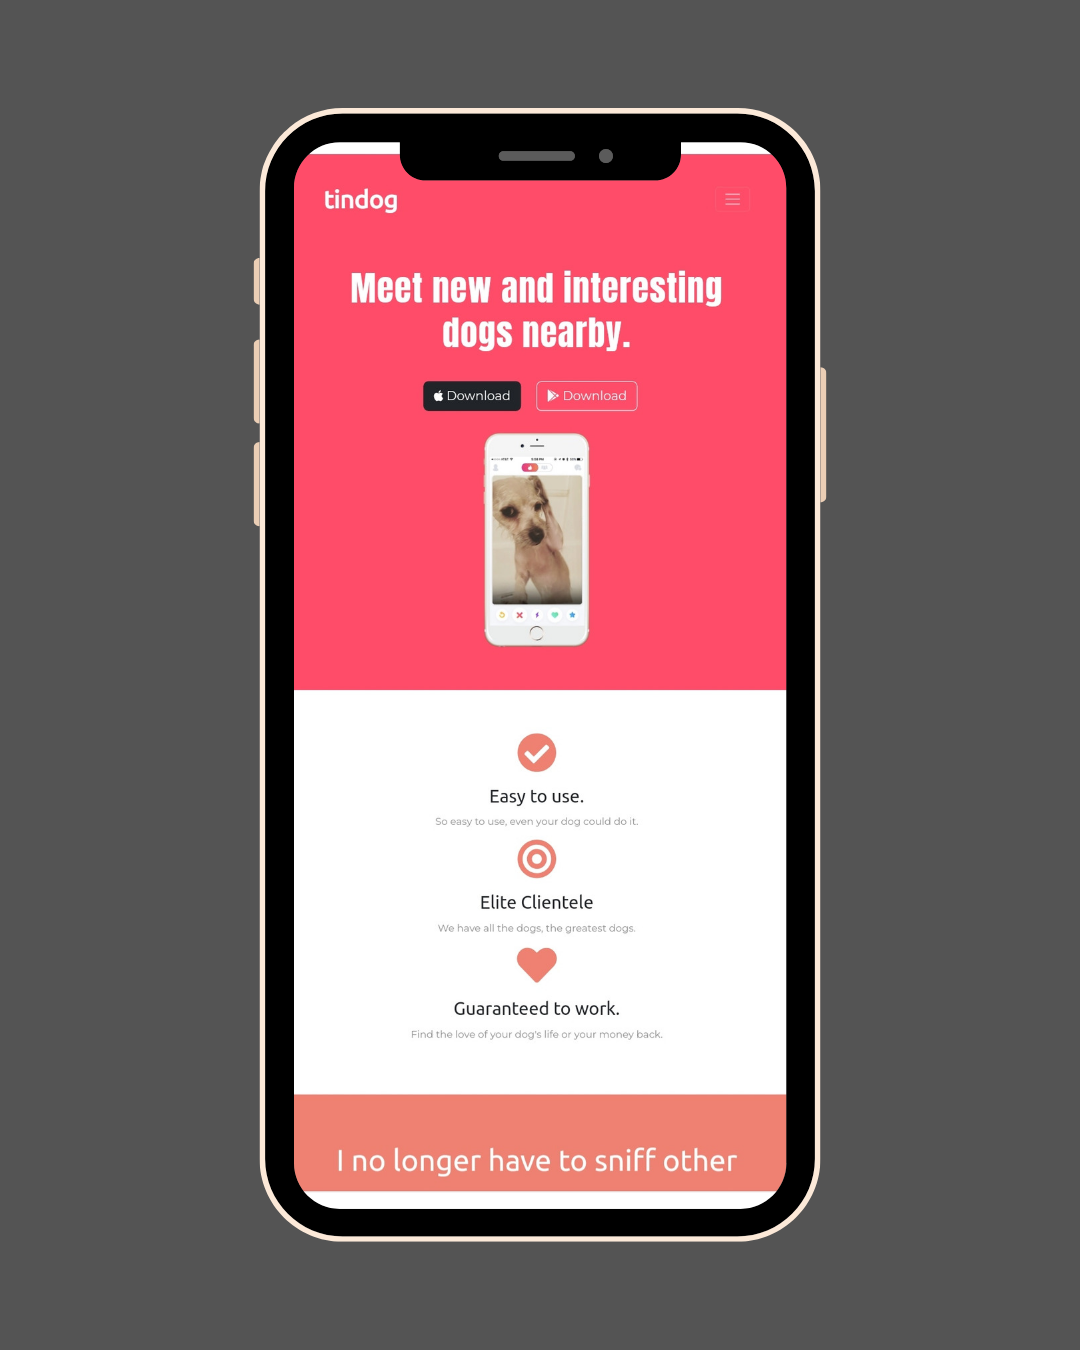 tindog
Meet new and interesting
dogs nearby.
Download
Download
Easy to use.
So easy to use, even your dog could do it.
Elite Clientele
We have all the dogs, the greatest dogs.
Guaranteed to work.
Find the love of your dog's life or your money back.
I no longer have to sniff other